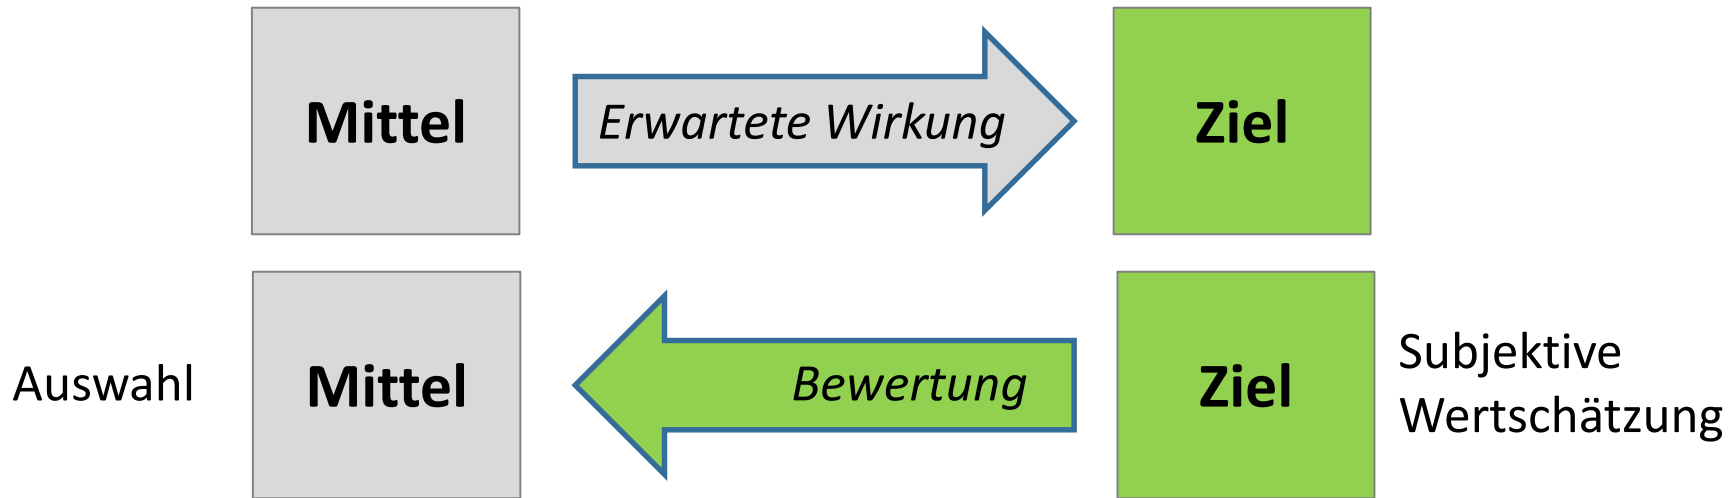 Mittel
Erwartete Wirkung
Ziel
Auswahl
Mittel
Bewertung
Ziel
Subjektive
Wertschätzung